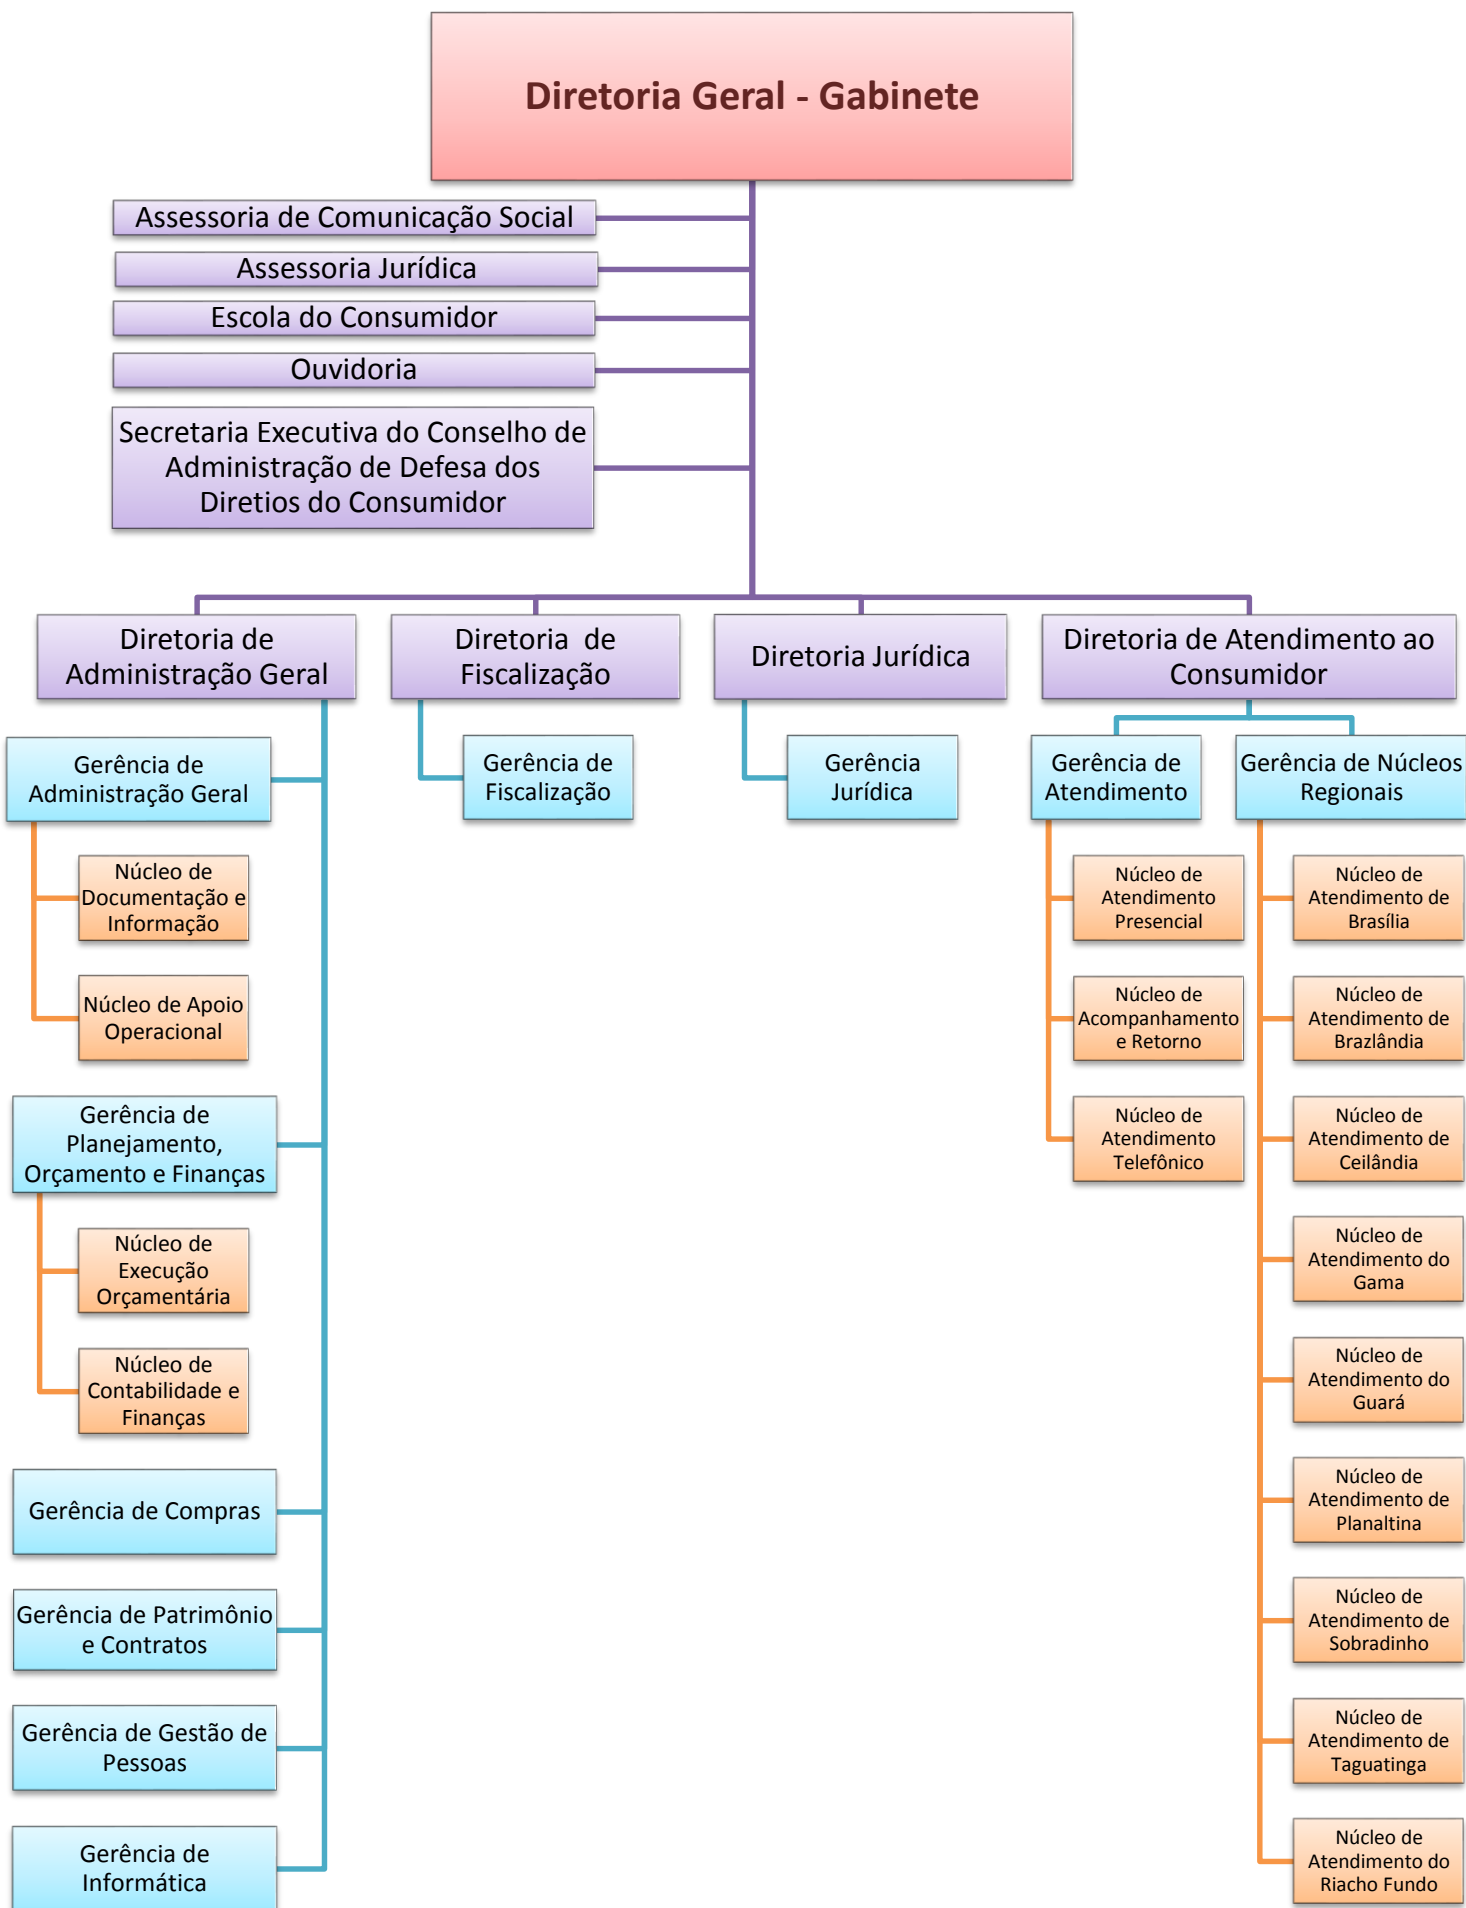 Diretoria Geral - Gabinete
Assessoria de Comunicação Social
Assessoria Jurídica
Escola do Consumidor
Ouvidoria
Secretaria Executiva do Conselho de
Administração de Defesa dos
Diretios do Consumidor
Diretoria de
Administração Geral
Diretoria de
Fiscalização
Diretoria Jurídica
Diretoria de Atendimento ao
Consumidor
Gerência de
Administração Geral
Núcleo de
Documentação e
Informação
Núcleo de Apoio
Operacional
Gerência de
Planejamento,
Orçamento e Finanças
Núcleo de
Execução
Orçamentária
Núcleo de
Contabilidade e
Finanças
Gerência de Compras
Gerência de Patrimônio
e Contratos
Gerência de Gestão de
Pessoas
Gerência de
Informática
Gerência de
Fiscalização
Gerência
Jurídica
Gerência de
Atendimento
Núcleo de
Atendimento
Presencial
Núcleo de
Acompanhamento
e Retorno
Núcleo de
Atendimento
Telefônico
Gerência de Núcleos
Regionais
Núcleo de
Atendimento de
Brasília
Núcleo de
Atendimento de
Brazlândia
Núcleo de
Atendimento de
Ceilândia
Núcleo de
Atendimento do
Gama
Núcleo de
Atendimento do
Guará
Núcleo de
Atendimento de
Planaltina
Núcleo de
Atendimento de
Sobradinho
Núcleo de
Atendimento de
Taguatinga
Núcleo de
Atendimento do
Riacho Fundo